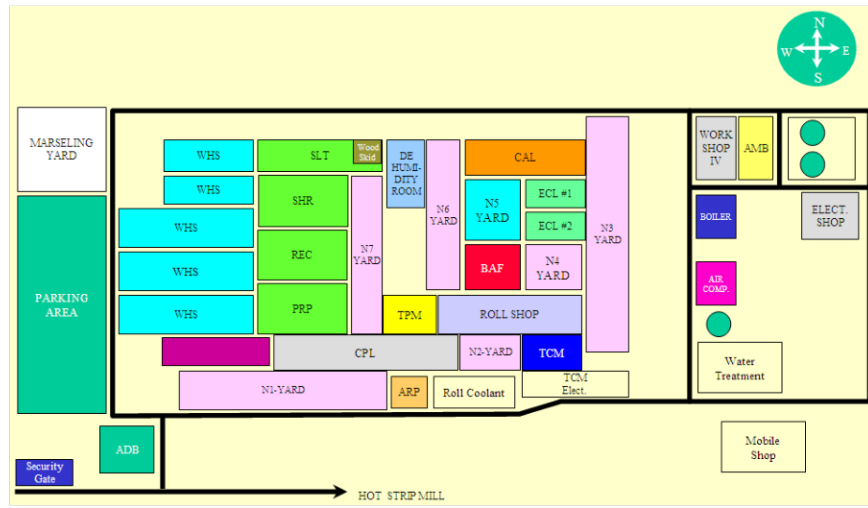 N
W
E
S
MARSELING
YARD
PARKING
AREA
ADB
Security
Gate
HOT STRIP MILL
WHS
WHS
WHS
WHS
WHS
SLT
Wood
Skid
SHR
REC
PRP
N7
YARD
DE
HUMI-
DITY
ROOM
N6
YARD
CAL
N5
YARD
ECL #1
ECL #2
BAF
N4
YARD
N3
YARD
TPM
ROLL SHOP
CPL
N2-YARD
TCM
N1-YARD
ARP
Roll Coolant
TCM
Elect.
WORK
SHOP
IV
AMB
BOILER
ELECT.
SHOP
AIR
COMP.
Water
Treatment
Mobile
Shop